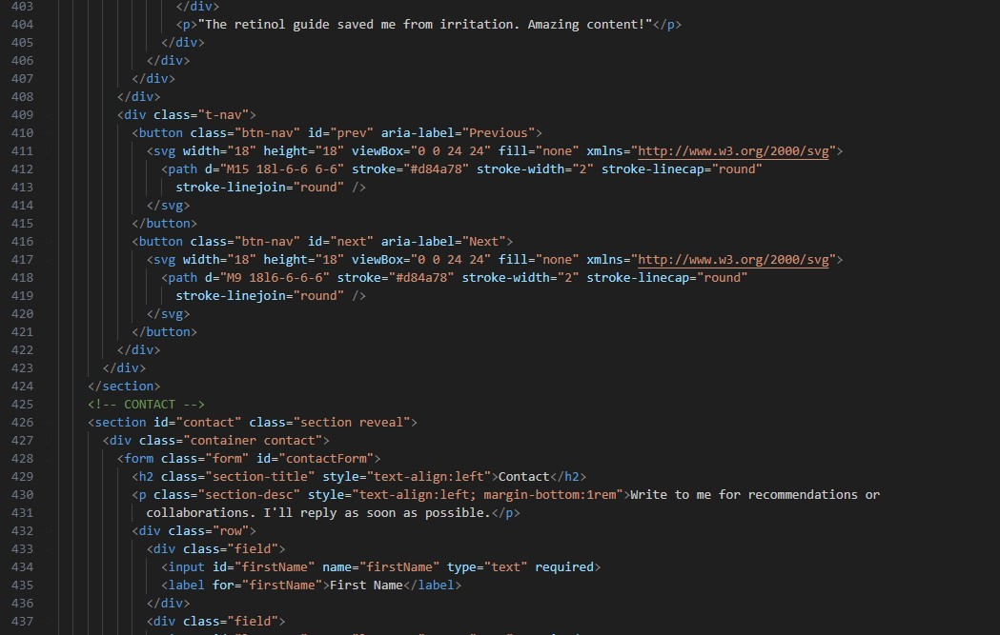 403 </div>
404 <p>"The retinol guide saved me from irritation. Amazing content!"</p>
405 </div>
406 </div>
407 </div>
408 </div>
409 <div class="t-nav">
410 <button class="btn-nav" id="prev" aria-label="Previous">
411 <svg width="18" height="18" viewBox="0 0 24 24" fill="none" xmlns="http://www.w3.org/2000/svg">
412 <path d="M15 18l-6-6 6-6" stroke="#d84a78" stroke-width="2" stroke-linecap="round"
413 stroke-linejoin="round" />
414 </svg>
415 </button>
416 <button class="btn-nav" id="next" aria-label="Next">
417 <svg width="18" height="18" viewBox="0 0 24 24" fill="none" xmlns="http://www.w3.org/2000/svg">
418 <path d="M9 18l6-6-6-6" stroke="#d84a78" stroke-width="2" stroke-linecap="round"
419 stroke-linejoin="round" />
420 </svg>
421 </button>
422 </div>
423 </div>
424 </section>
425 <!-- CONTACT -->
426 <section id="contact" class="section reveal">
427 <div class="container contact">
428 <form class="form" id="contactForm">
429 <h2 class="section-title" style="text-align:left">Contact</h2>
430 <p class="section-desc" style="text-align:left; margin-bottom:1rem">Write to me for recommendations or
431 collaborations. I'll reply as soon as possible.</p>
432 <div class="row">
433 <div class="field">
434 <input id="firstName" name="firstName" type="text" required>
435 <label for="firstName">First Name</label>
436 </div>
437 <div class="field">